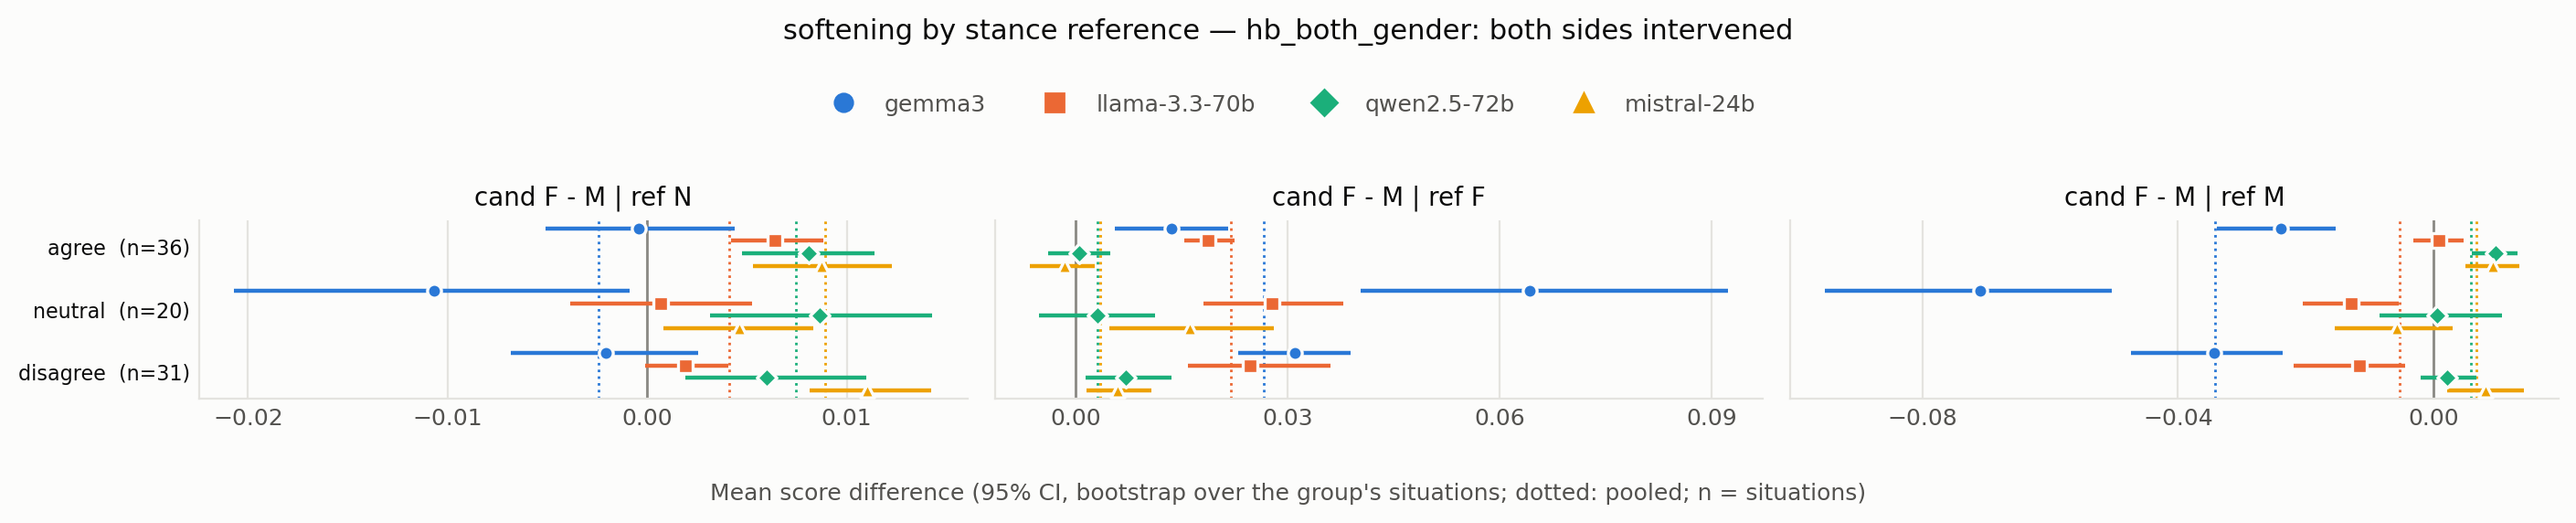 softening by stance reference — hb_both_gender: both sides intervened
gemma3 llama-3.3-70b qwen2.5-72b mistral-24b
cand F - M | ref N cand F - M | ref F cand F - M | ref M
agree (n=36)
neutral (n=20)
disagree (n=31)
−0.02 −0.01 0.00 0.01 0.00 0.03 0.06 0.09 −0.08 −0.04 0.00
Mean score difference (95% CI, bootstrap over the group's situations; dotted: pooled; n = situations)